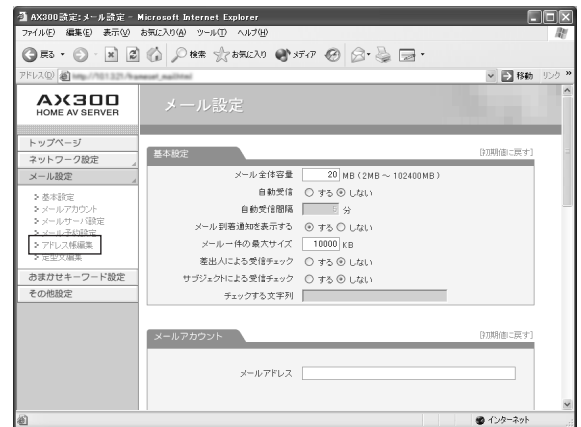 AX300設定:メール設定 - Microsoft Internet Explorer
ファイル(F) 編集(E) 表示(V) お気に入り(A) ツール(T) ヘルプ(H)
戻る 検索 お気に入り メディア
アドレス(D) 移動 リンク »
AX300
HOME AV SERVER
メール設定
トップページ
ネットワーク設定
メール設定
基本設定
メールアカウント
メールサーバ設定
メール予約設定
アドレス帳編集
定型文編集
おまかせキーワード設定
その他設定
基本設定 [初期値に戻す]
メール全体容量 20 MB (2MB ~ 102400MB)
自動受信 する しない
自動受信間隔 分
メール到着通知を表示する する しない
メール一件の最大サイズ 10000 KB
差出人による受信チェック する しない
サブジェクトによる受信チェック する しない
チェックする文字列
メールアカウント [初期値に戻す]
メールアドレス
インターネット